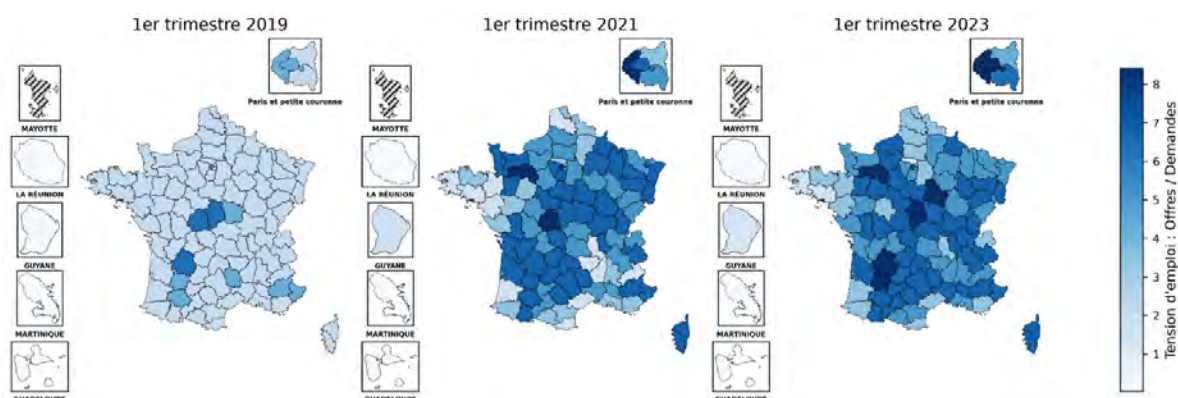 1er trimestre 2019
1er trimestre 2021
1er trimestre 2023
Paris et petite couronne
Paris et petite couronne
Paris et petite couronne
MAYOTTE
MAYOTTE
MAYOTTE
LA RÉUNION
LA RÉUNION
LA RÉUNION
GUYANE
GUYANE
GUYANE
MARTINIQUE
MARTINIQUE
MARTINIQUE
8
7
6
5
4
3
2
1
Tension d'emploi : Offres / Demandes